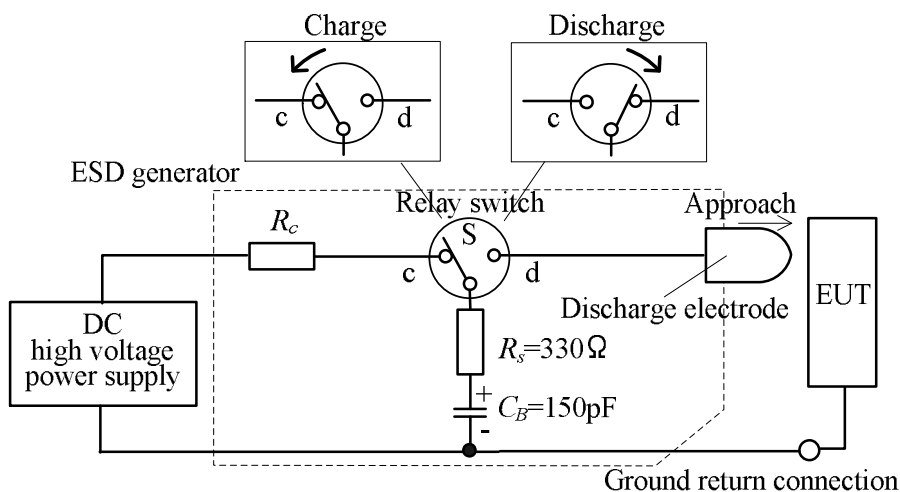 Charge
Discharge
c
d
c
d
ESD generator
Relay switch
Approach
R_c
S
c
d
Discharge electrode
EUT
DC
high voltage
power supply
R_s=330Ω
+
C_B=150pF
-
Ground return connection